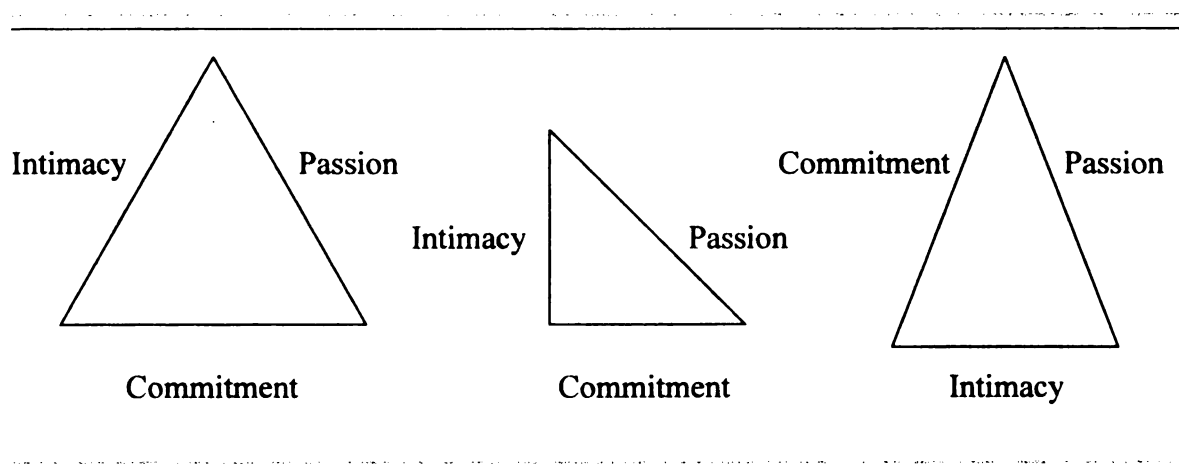 Intimacy Passion
Commitment
Intimacy Passion
Commitment
Commitment Passion
Intimacy